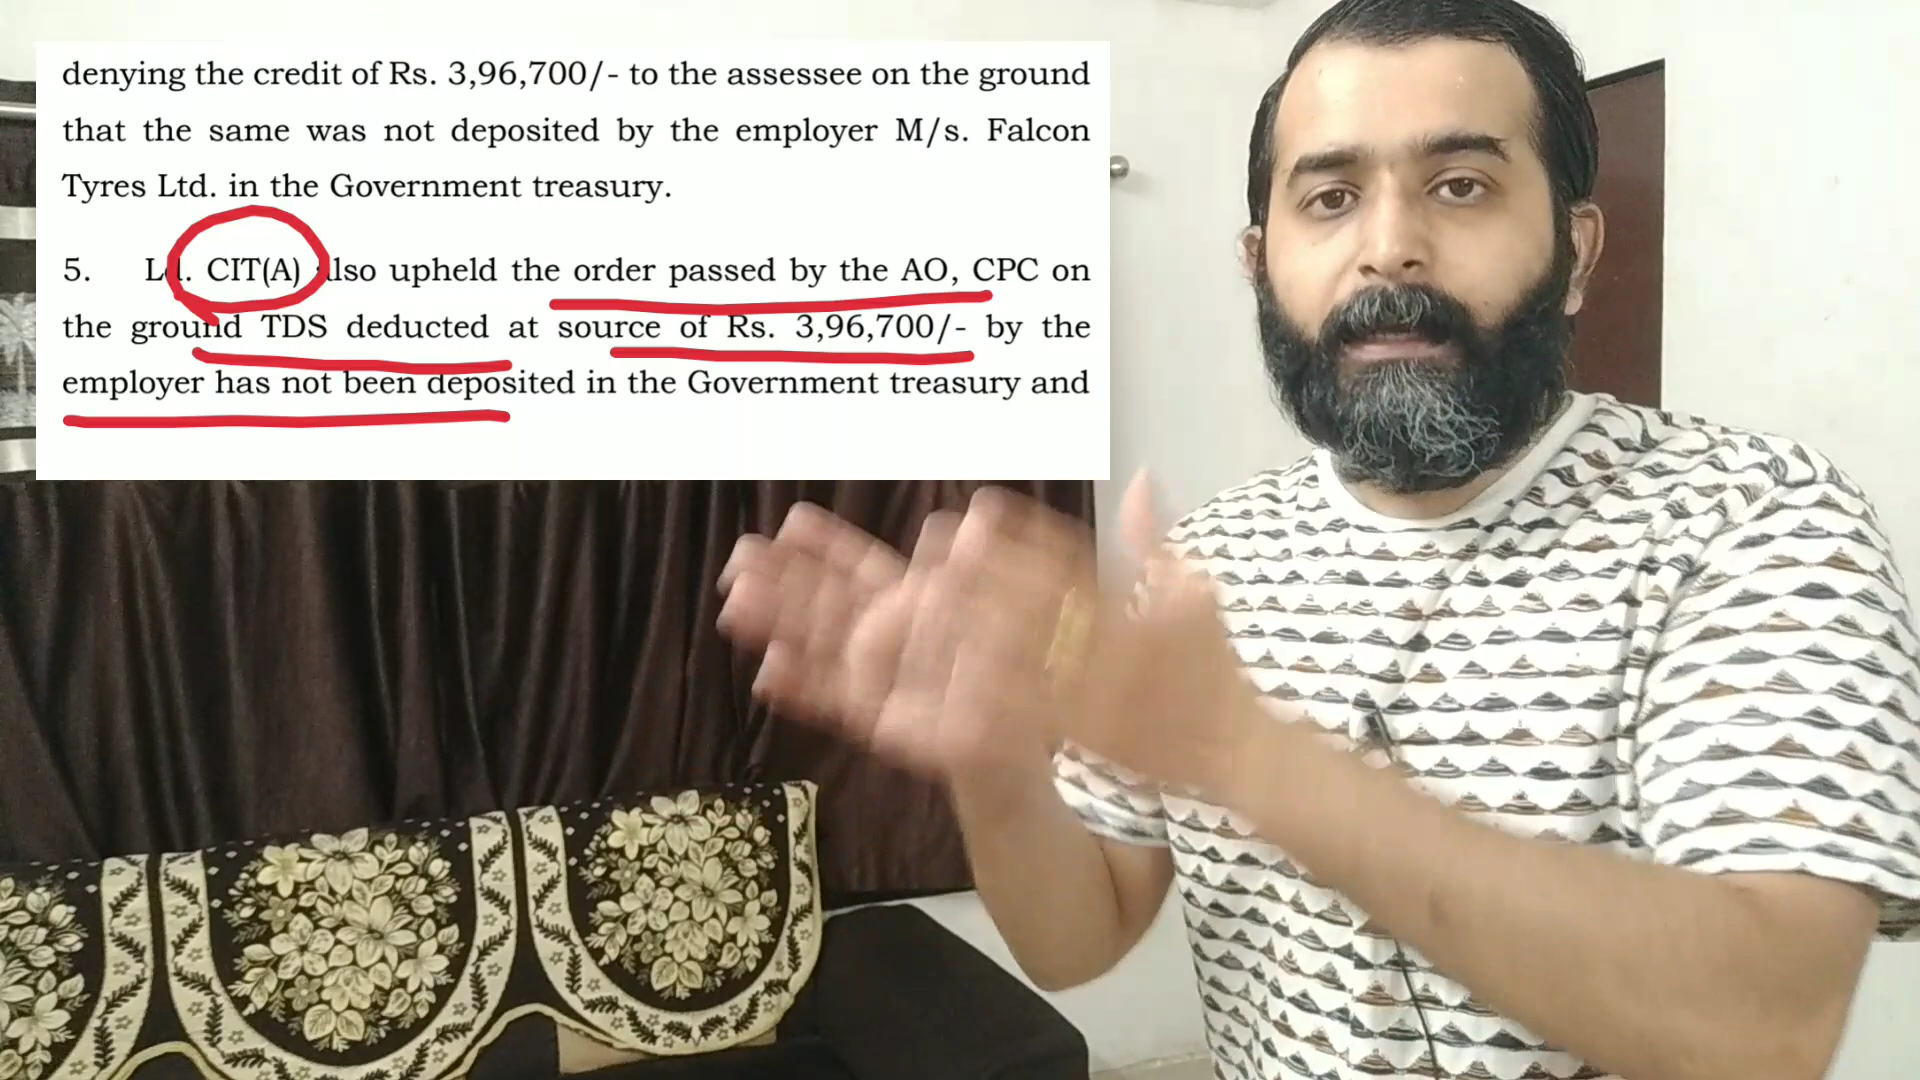 denying the credit of Rs. 3,96,700/- to the assessee on the ground
that the same was not deposited by the employer M/s. Falcon
Tyres Ltd. in the Government treasury.
5. Ld. CIT(A) also upheld the order passed by the AO, CPC on
the ground TDS deducted at source of Rs. 3,96,700/- by the
employer has not been deposited in the Government treasury and